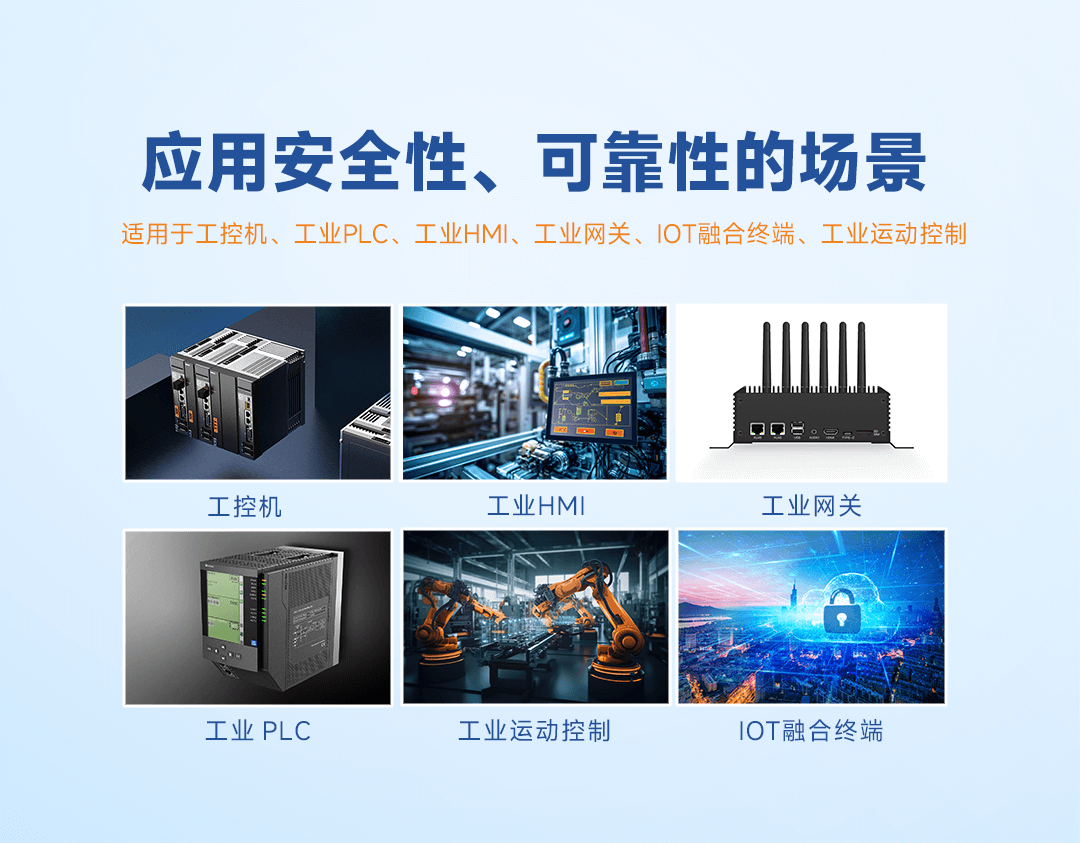 应用安全性、可靠性的场景
适用于工控机、工业PLC、工业HMI、工业网关、IOT融合终端、工业运动控制
工控机
工业HMI
工业网关
工业 PLC
工业运动控制
IOT融合终端